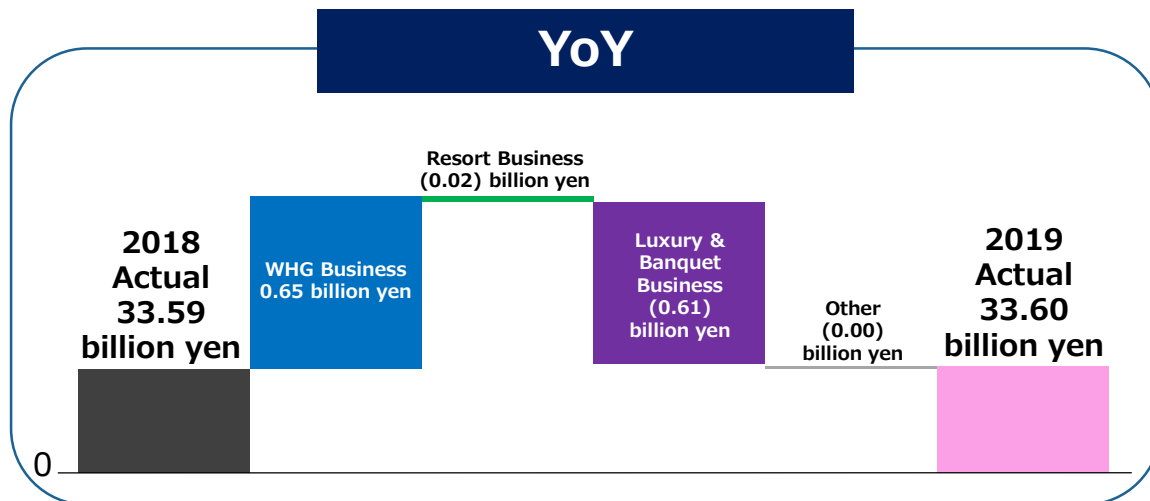 YoY
Resort Business
(0.02) billion yen
2018
Actual
33.59
billion yen
WHG Business
0.65 billion yen
Luxury &
Banquet
Business
(0.61)
billion yen
Other
(0.00)
billion yen
2019
Actual
33.60
billion yen
0